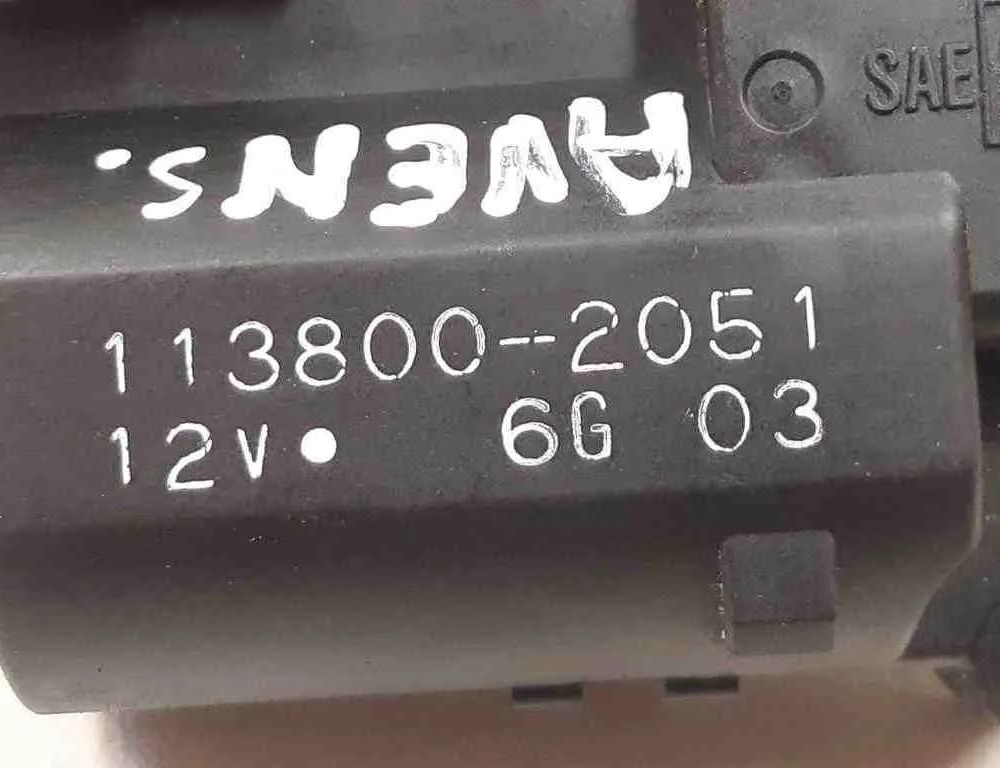 SAE
AVENS.
113800-2051
12V• 6G 03